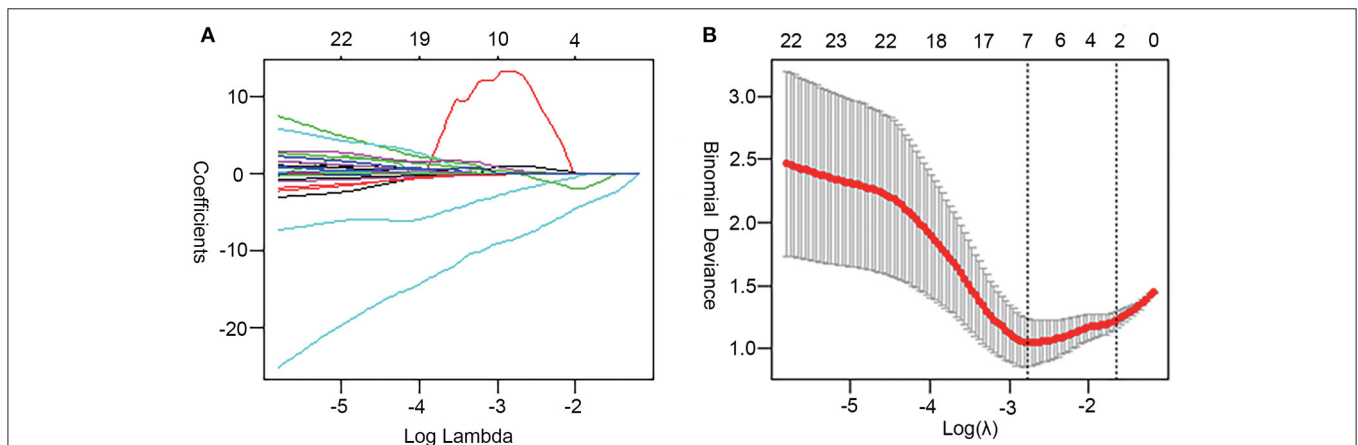 A
22 19 10 4
Coefficients
10
0
-10
-20
-5 -4 -3 -2
Log Lambda
B
22 23 22 18 17 7 6 4 2 0
Binomial Deviance
3.0
2.5
2.0
1.5
1.0
-5 -4 -3 -2
Log(λ)